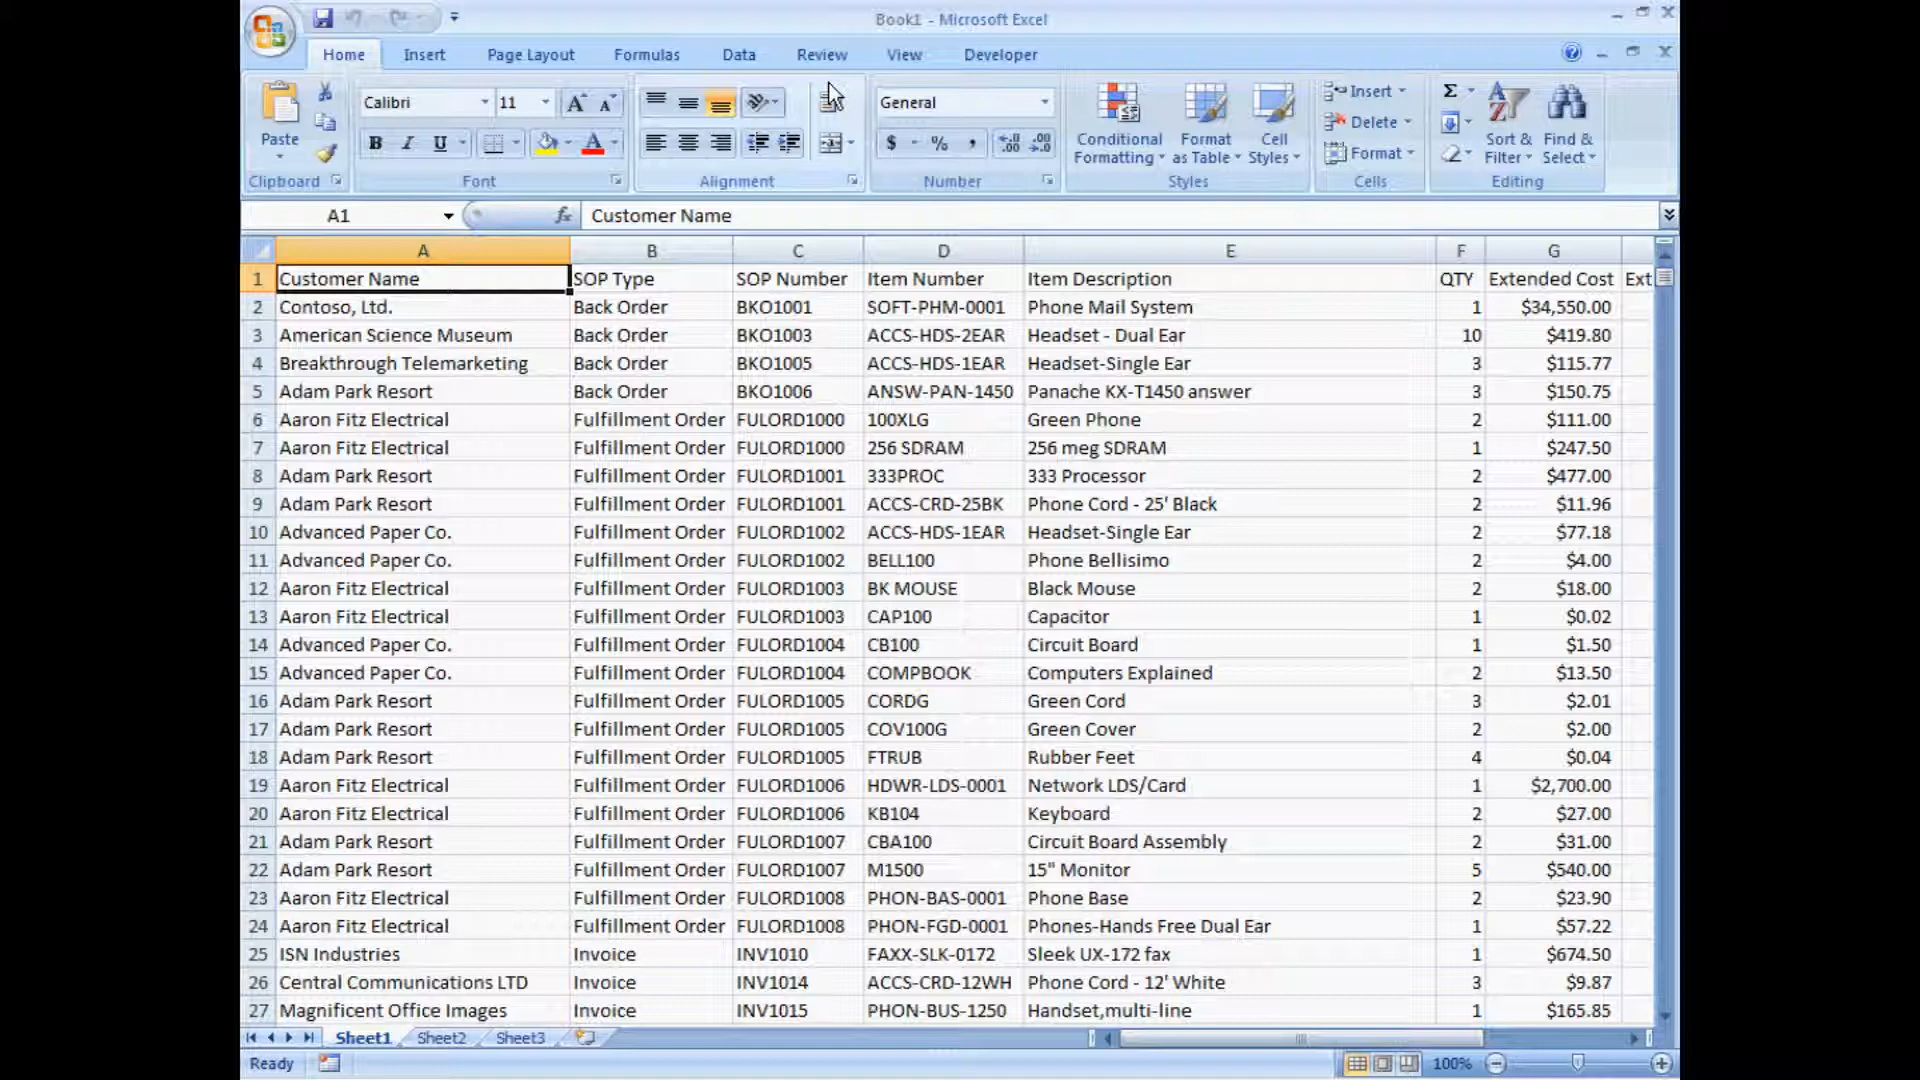 Book1 - Microsoft Excel
Home Insert Page Layout Formulas Data Review View Developer
Calibri 11 General Insert
Paste Conditional Formatting Format as Table Cell Styles Delete Sort & Filter Find & Select
B I U $ % , Format
Clipboard Font Alignment Number Styles Cells Editing
A1 fx Customer Name
A B C D E F G
1 Customer Name SOP Type SOP Number Item Number Item Description QTY Extended Cost Ext
2 Contoso, Ltd. Back Order BKO1001 SOFT-PHM-0001 Phone Mail System 1 $34,550.00
3 American Science Museum Back Order BKO1003 ACCS-HDS-2EAR Headset - Dual Ear 10 $419.80
4 Breakthrough Telemarketing Back Order BKO1005 ACCS-HDS-1EAR Headset-Single Ear 3 $115.77
5 Adam Park Resort Back Order BKO1006 ANSW-PAN-1450 Panache KX-T1450 answer 3 $150.75
6 Aaron Fitz Electrical Fulfillment Order FULORD1000 100XLG Green Phone 2 $111.00
7 Aaron Fitz Electrical Fulfillment Order FULORD1000 256 SDRAM 256 meg SDRAM 1 $247.50
8 Adam Park Resort Fulfillment Order FULORD1001 333PROC 333 Processor 2 $477.00
9 Adam Park Resort Fulfillment Order FULORD1001 ACCS-CRD-25BK Phone Cord - 25' Black 2 $11.96
10 Advanced Paper Co. Fulfillment Order FULORD1002 ACCS-HDS-1EAR Headset-Single Ear 2 $77.18
11 Advanced Paper Co. Fulfillment Order FULORD1002 BELL100 Phone Bellisimo 2 $4.00
12 Aaron Fitz Electrical Fulfillment Order FULORD1003 BK MOUSE Black Mouse 2 $18.00
13 Aaron Fitz Electrical Fulfillment Order FULORD1003 CAP100 Capacitor 1 $0.02
14 Advanced Paper Co. Fulfillment Order FULORD1004 CB100 Circuit Board 1 $1.50
15 Advanced Paper Co. Fulfillment Order FULORD1004 COMPBOOK Computers Explained 2 $13.50
16 Adam Park Resort Fulfillment Order FULORD1005 CORDG Green Cord 3 $2.01
17 Adam Park Resort Fulfillment Order FULORD1005 COV100G Green Cover 2 $2.00
18 Adam Park Resort Fulfillment Order FULORD1005 FTRUB Rubber Feet 4 $0.04
19 Aaron Fitz Electrical Fulfillment Order FULORD1006 HDWR-LDS-0001 Network LDS/Card 1 $2,700.00
20 Aaron Fitz Electrical Fulfillment Order FULORD1006 KB104 Keyboard 2 $27.00
21 Adam Park Resort Fulfillment Order FULORD1007 CBA100 Circuit Board Assembly 2 $31.00
22 Adam Park Resort Fulfillment Order FULORD1007 M1500 15" Monitor 5 $540.00
23 Aaron Fitz Electrical Fulfillment Order FULORD1008 PHON-BAS-0001 Phone Base 2 $23.90
24 Aaron Fitz Electrical Fulfillment Order FULORD1008 PHON-FGD-0001 Phones-Hands Free Dual Ear 1 $57.22
25 ISN Industries Invoice INV1010 FAXX-SLK-0172 Sleek UX-172 fax 1 $674.50
26 Central Communications LTD Invoice INV1014 ACCS-CRD-12WH Phone Cord - 12' White 3 $9.87
27 Magnificent Office Images Invoice INV1015 PHON-BUS-1250 Handset,multi-line 1 $165.85
Sheet1 Sheet2 Sheet3
Ready 100%